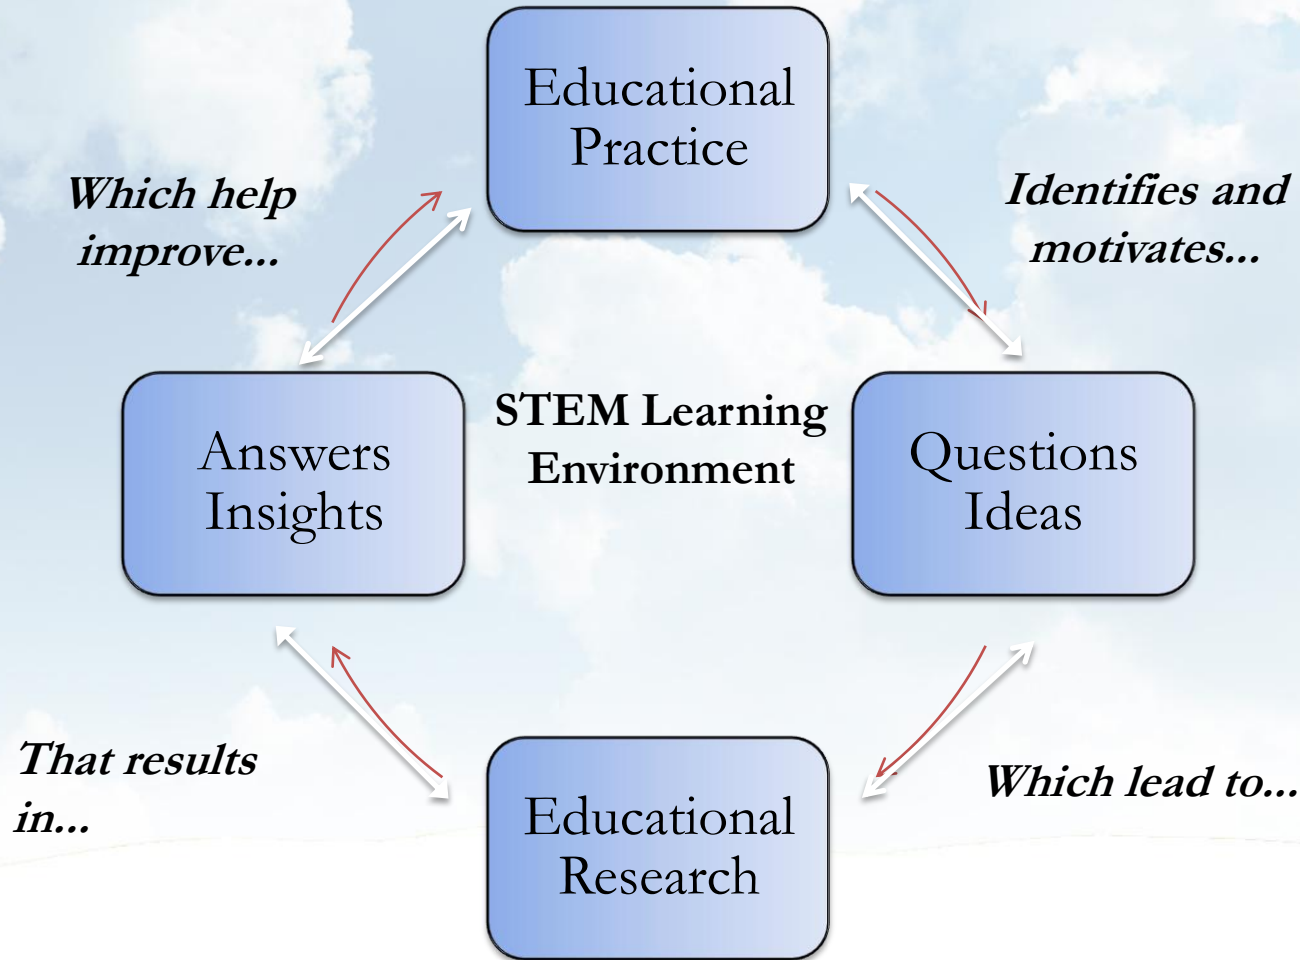 Educational
Practice
Which help
improve...
Identifies and
motivates...
STEM Learning
Environment
Answers
Insights
Questions
Ideas
That results
in...
Which lead to...
Educational
Research